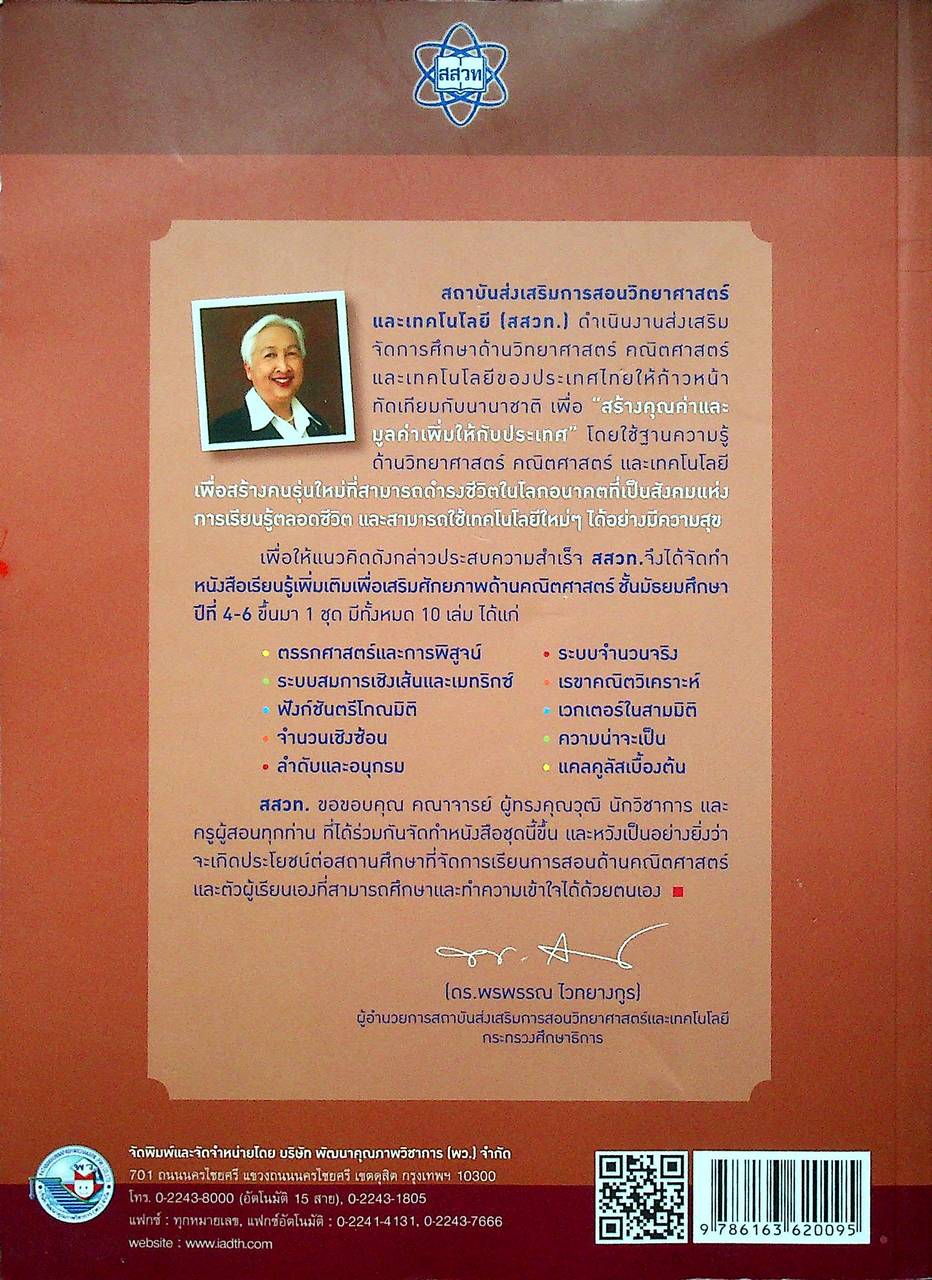 สสวท
สถาบันส่งเสริมการสอนวิทยาศาสตร์
และเทคโนโลยี (สสวท.) ดำเนินงานส่งเสริม
จัดการศึกษาด้านวิทยาศาสตร์ คณิตศาสตร์
และเทคโนโลยีของประเทศไทยให้ก้าวหน้า
ทัดเทียมกับนานาชาติ เพื่อ “สร้างคุณค่าและ
มูลค่าเพิ่มให้กับประเทศ” โดยใช้ฐานความรู้
ด้านวิทยาศาสตร์ คณิตศาสตร์ และเทคโนโลยี
เพื่อสร้างคนรุ่นใหม่ที่สามารถดำรงชีวิตในโลกอนาคตที่เป็นสังคมแห่ง
การเรียนรู้ตลอดชีวิต และสามารถใช้เทคโนโลยีใหม่ๆ ได้อย่างมีความสุข
เพื่อให้แนวคิดดังกล่าวประสบความสำเร็จ สสวท.จึงได้จัดทำ
หนังสือเรียนรู้เพิ่มเติมเพื่อเสริมศักยภาพด้านคณิตศาสตร์ ชั้นมัธยมศึกษา
ปีที่ 4-6 ขึ้นมา 1 ชุด มีทั้งหมด 10 เล่ม ได้แก่
• ตรรกศาสตร์และการพิสูจน์ • ระบบจำนวนจริง
• ระบบสมการเชิงเส้นและเมทริกซ์ • เรขาคณิตวิเคราะห์
• ฟังก์ชันตรีโกณมิติ • เวกเตอร์ในสามมิติ
• จำนวนเชิงซ้อน • ความน่าจะเป็น
• ลำดับและอนุกรม • แคลคูลัสเบื้องต้น
สสวท. ขอขอบคุณ คณาจารย์ ผู้ทรงคุณวุฒิ นักวิชาการ และ
ครูผู้สอนทุกท่าน ที่ได้ร่วมกันจัดทำหนังสือชุดนี้ขึ้น และหวังเป็นอย่างยิ่งว่า
จะเกิดประโยชน์ต่อสถานศึกษาที่จัดการเรียนการสอนด้านคณิตศาสตร์
และตัวผู้เรียนเองที่สามารถศึกษาและทำความเข้าใจได้ด้วยตนเอง
(ดร.พรพรรณ ไวทยางกูร)
ผู้อำนวยการสถาบันส่งเสริมการสอนวิทยาศาสตร์และเทคโนโลยี
กระทรวงศึกษาธิการ
พว
จัดพิมพ์และจัดจำหน่ายโดย บริษัท พัฒนาคุณภาพวิชาการ (พว.) จำกัด
701 ถนนนครไชยศรี แขวงถนนนครไชยศรี เขตดุสิต กรุงเทพฯ 10300
โทร. 0-2243-8000 (อัตโนมัติ 15 สาย), 0-2243-1805
แฟกซ์ : ทุกหมายเลข, แฟกซ์อัตโนมัติ : 0-2241-4131, 0-2243-7666
website : www.iadth.com
9 786163 620095